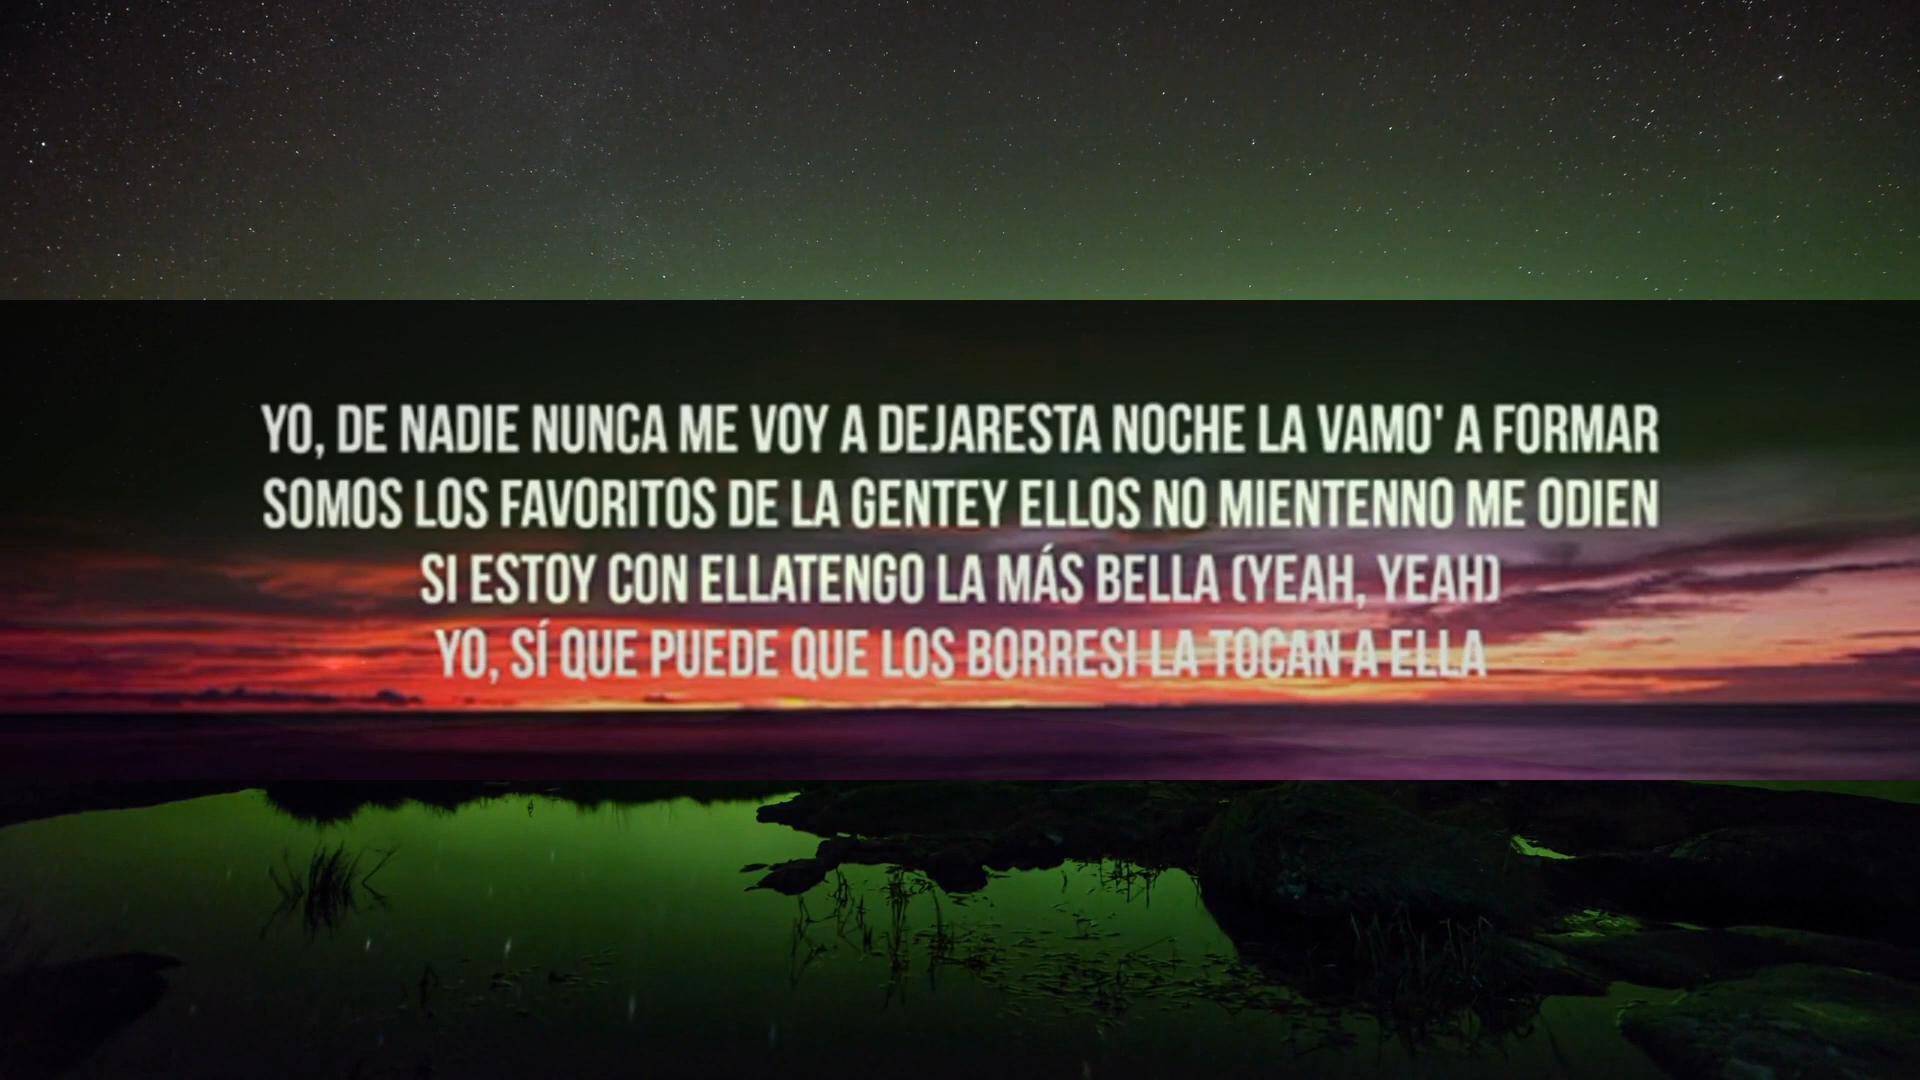 YO, DE NADIE NUNCA ME VOY A DEJARESTA NOCHE LA VAMO' A FORMAR
SOMOS LOS FAVORITOS DE LA GENTEY ELLOS NO MIENTENNO ME ODIEN
SI ESTOY CON ELLATENGO LA MÁS BELLA (YEAH, YEAH)
YO, SÍ QUE PUEDE QUE LOS BORRESI LA TOCAN A ELLA